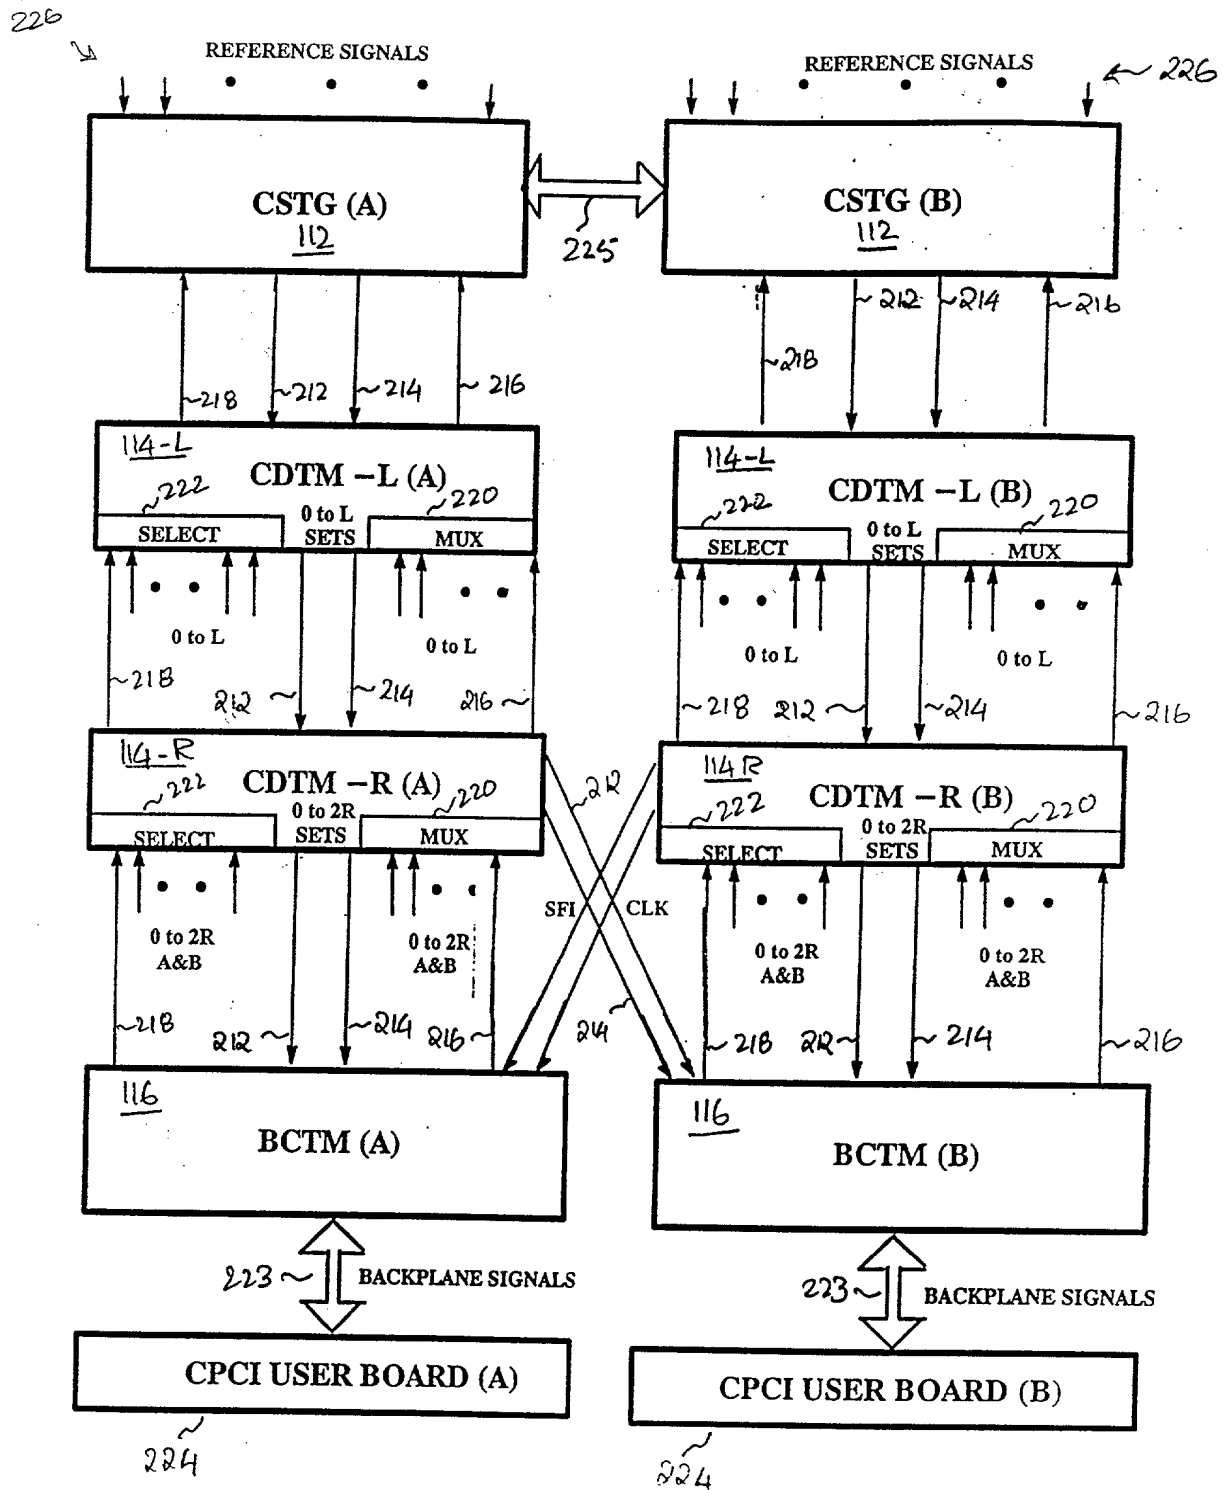 226
REFERENCE SIGNALS
REFERENCE SIGNALS
226
CSTG (A)
112
225
CSTG (B)
112
218
212
214
216
218
212
214
216
114-L
CDTM -L (A)
222
0 to L
220
SELECT
SETS
MUX
114-L
CDTM -L (B)
222
0 to L
220
SELECT
SETS
MUX
0 to L
0 to L
0 to L
0 to L
218
212
214
216
218
212
214
216
114-R
CDTM -R (A)
222
0 to 2R
220
SELECT
SETS
MUX
212
114R
CDTM -R (B)
222
0 to 2R
220
SELECT
SETS
MUX
SFI
CLK
0 to 2R
A&B
0 to 2R
A&B
0 to 2R
A&B
0 to 2R
A&B
218
212
214
216
214
218
212
214
216
116
BCTM (A)
116
BCTM (B)
223
BACKPLANE SIGNALS
223
BACKPLANE SIGNALS
CPCI USER BOARD (A)
CPCI USER BOARD (B)
224
224